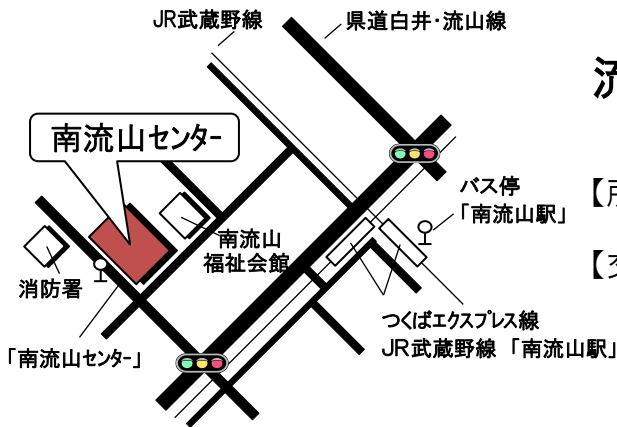 JR武蔵野線
県道白井・流山線
流
南流山センター
バス停
「南流山駅」
【所
南流山
福祉会館
【交
消防署
つくばエクスプレス線
JR武蔵野線 「南流山駅」
「南流山センター」